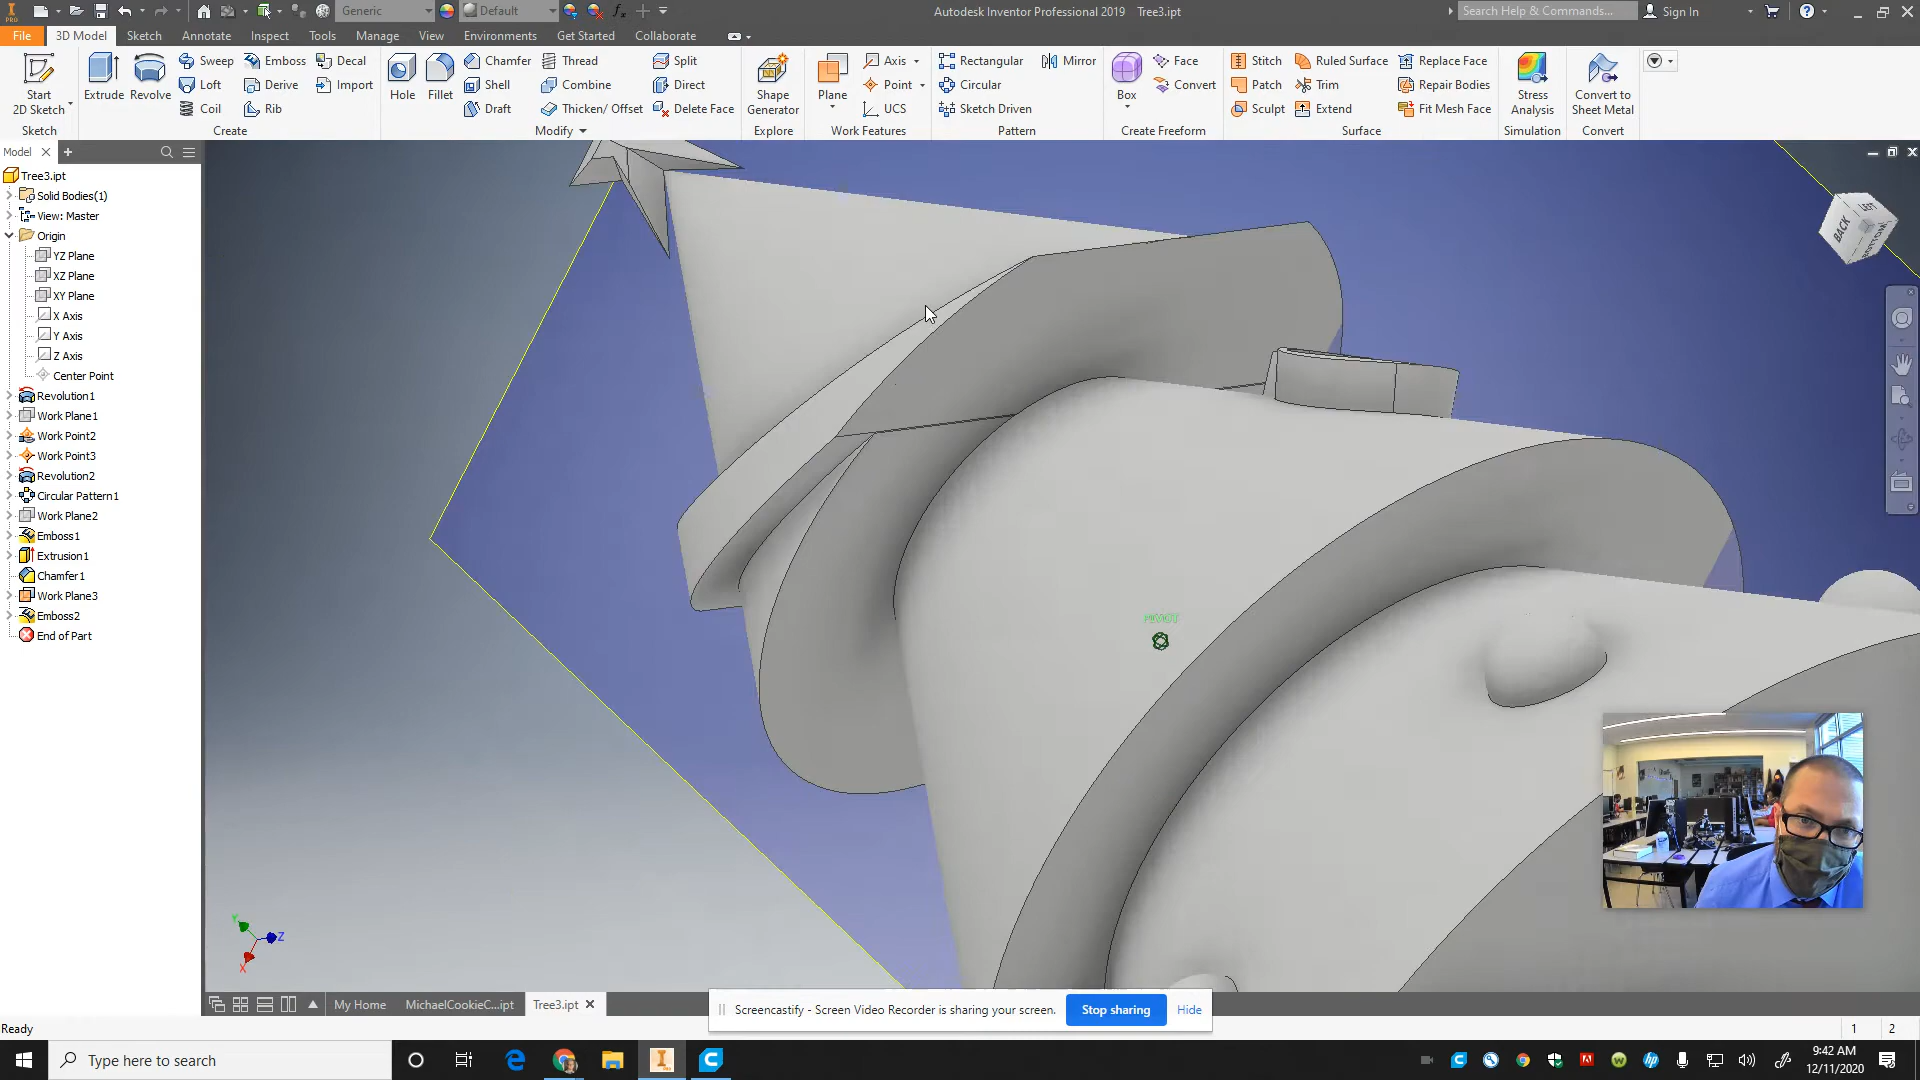 Generic
Default
Autodesk Inventor Professional 2019 Tree3.ipt
Search Help & Commands...
Sign In
PRO
File
3D Model
Sketch
Annotate
Inspect
Tools
Manage
View
Environments
Get Started
Collaborate
Start
2D Sketch
Sketch
Extrude
Revolve
Sweep
Loft
Coil
Emboss
Derive
Rib
Decal
Import
Create
Hole
Fillet
Chamfer
Shell
Draft
Thread
Combine
Thicken/ Offset
Split
Direct
Delete Face
Modify
Shape
Generator
Explore
Plane
Axis
Point
UCS
Work Features
Rectangular
Circular
Sketch Driven
Mirror
Pattern
Box
Face
Convert
Create Freeform
Stitch
Patch
Sculpt
Ruled Surface
Trim
Extend
Replace Face
Repair Bodies
Fit Mesh Face
Surface
Stress
Analysis
Simulation
Convert to
Sheet Metal
Convert
Model
Tree3.ipt
Solid Bodies(1)
View: Master
Origin
YZ Plane
XZ Plane
XY Plane
X Axis
Y Axis
Z Axis
Center Point
Revolution1
Work Plane1
Work Point2
Work Point3
Revolution2
Circular Pattern1
Work Plane2
Emboss1
Extrusion1
Chamfer1
Work Plane3
Emboss2
End of Part
BACK
LEFT
BOTTOM
PIVOT
Y
Z
X
My Home
MichaelCookieC...ipt
Tree3.ipt
Screencastify - Screen Video Recorder is sharing your screen.
Stop sharing
Hide
Ready
1
2
Type here to search
9:42 AM
12/11/2020